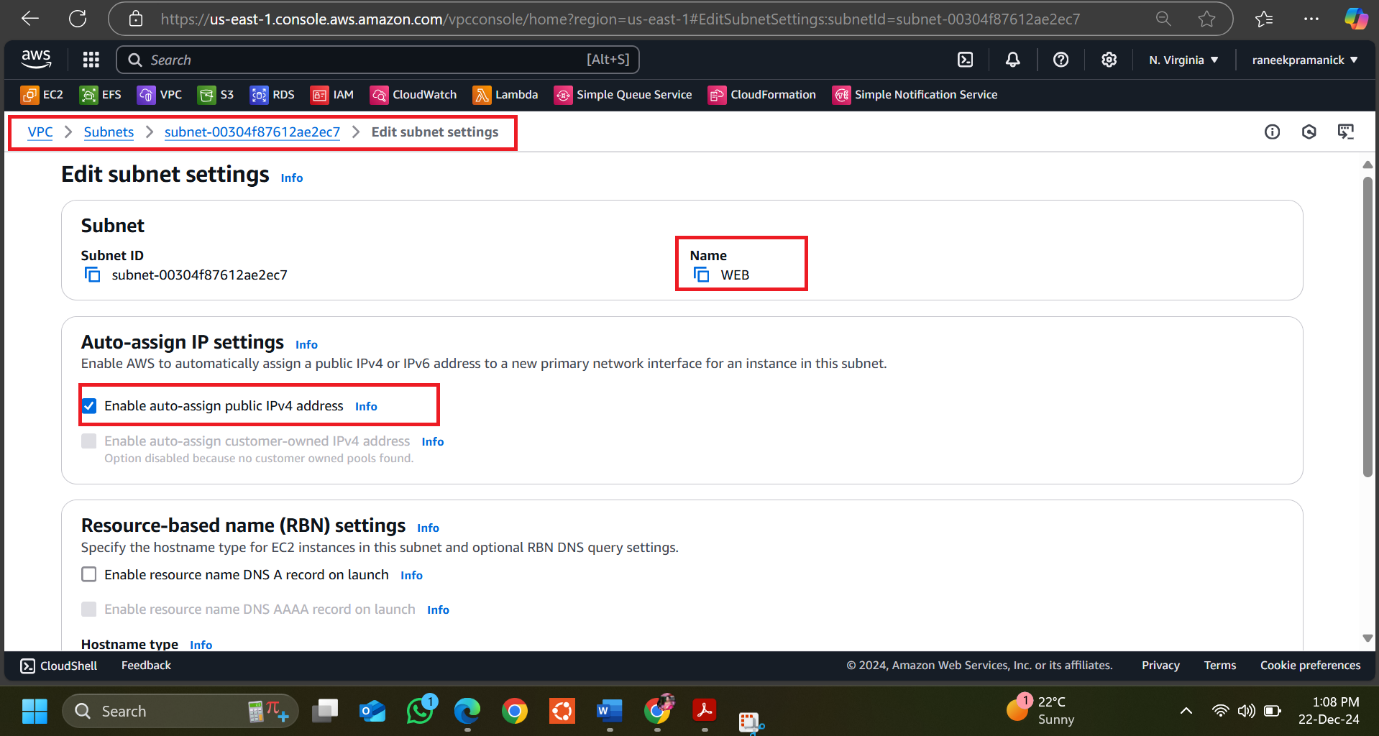 https://us-east-1.console.aws.amazon.com/vpcconsole/home?region=us-east-1#EditSubnetSettings:subnetId=subnet-00304f87612ae2ec7
aws Search [Alt+S] N. Virginia raneekpramanick
EC2 EFS VPC S3 RDS IAM CloudWatch Lambda Simple Queue Service CloudFormation Simple Notification Service
VPC Subnets subnet-00304f87612ae2ec7 Edit subnet settings
Edit subnet settings Info
Subnet
Subnet ID Name
subnet-00304f87612ae2ec7 WEB
Auto-assign IP settings Info
Enable AWS to automatically assign a public IPv4 or IPv6 address to a new primary network interface for an instance in this subnet.
Enable auto-assign public IPv4 address Info
Enable auto-assign customer-owned IPv4 address Info
Option disabled because no customer owned pools found.
Resource-based name (RBN) settings Info
Specify the hostname type for EC2 instances in this subnet and optional RBN DNS query settings.
Enable resource name DNS A record on launch Info
Enable resource name DNS AAAA record on launch Info
Hostname type Info
CloudShell Feedback © 2024, Amazon Web Services, Inc. or its affiliates. Privacy Terms Cookie preferences
Search 1 1 22°C 1:08 PM
Sunny 22-Dec-24